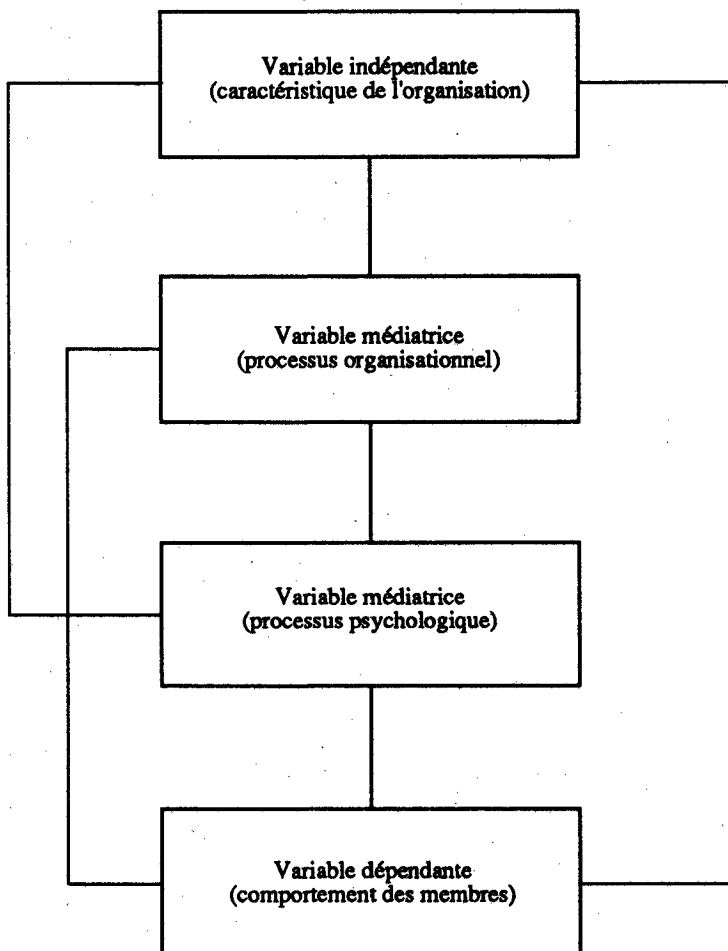 Variable indépendante
(caractéristique de l'organisation)
Variable médiatrice
(processus organisationnel)
Variable médiatrice
(processus psychologique)
Variable dépendante
(comportement des membres)